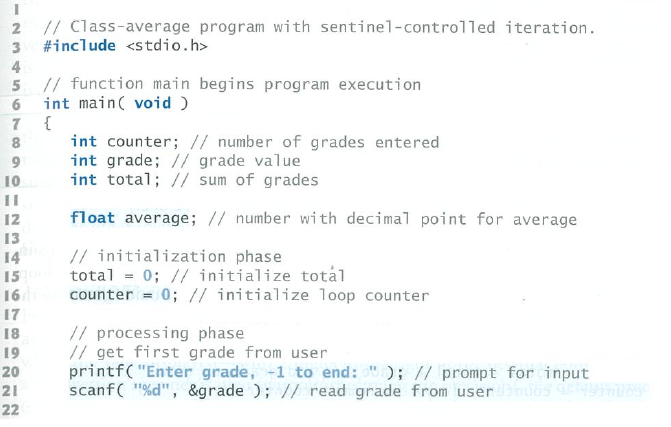 1
2 // Class-average program with sentinel-controlled iteration.
3 #include <stdio.h>
4
5 // function main begins program execution
6 int main( void )
7 {
8 int counter; // number of grades entered
9 int grade; // grade value
10 int total; // sum of grades
11
12 float average; // number with decimal point for average
13
14 // initialization phase
15 total = 0; // initialize total
16 counter = 0; // initialize loop counter
17
18 // processing phase
19 // get first grade from user
20 printf( "Enter grade, -1 to end: " ); // prompt for input
21 scanf( "%d", &grade ); // read grade from user
22